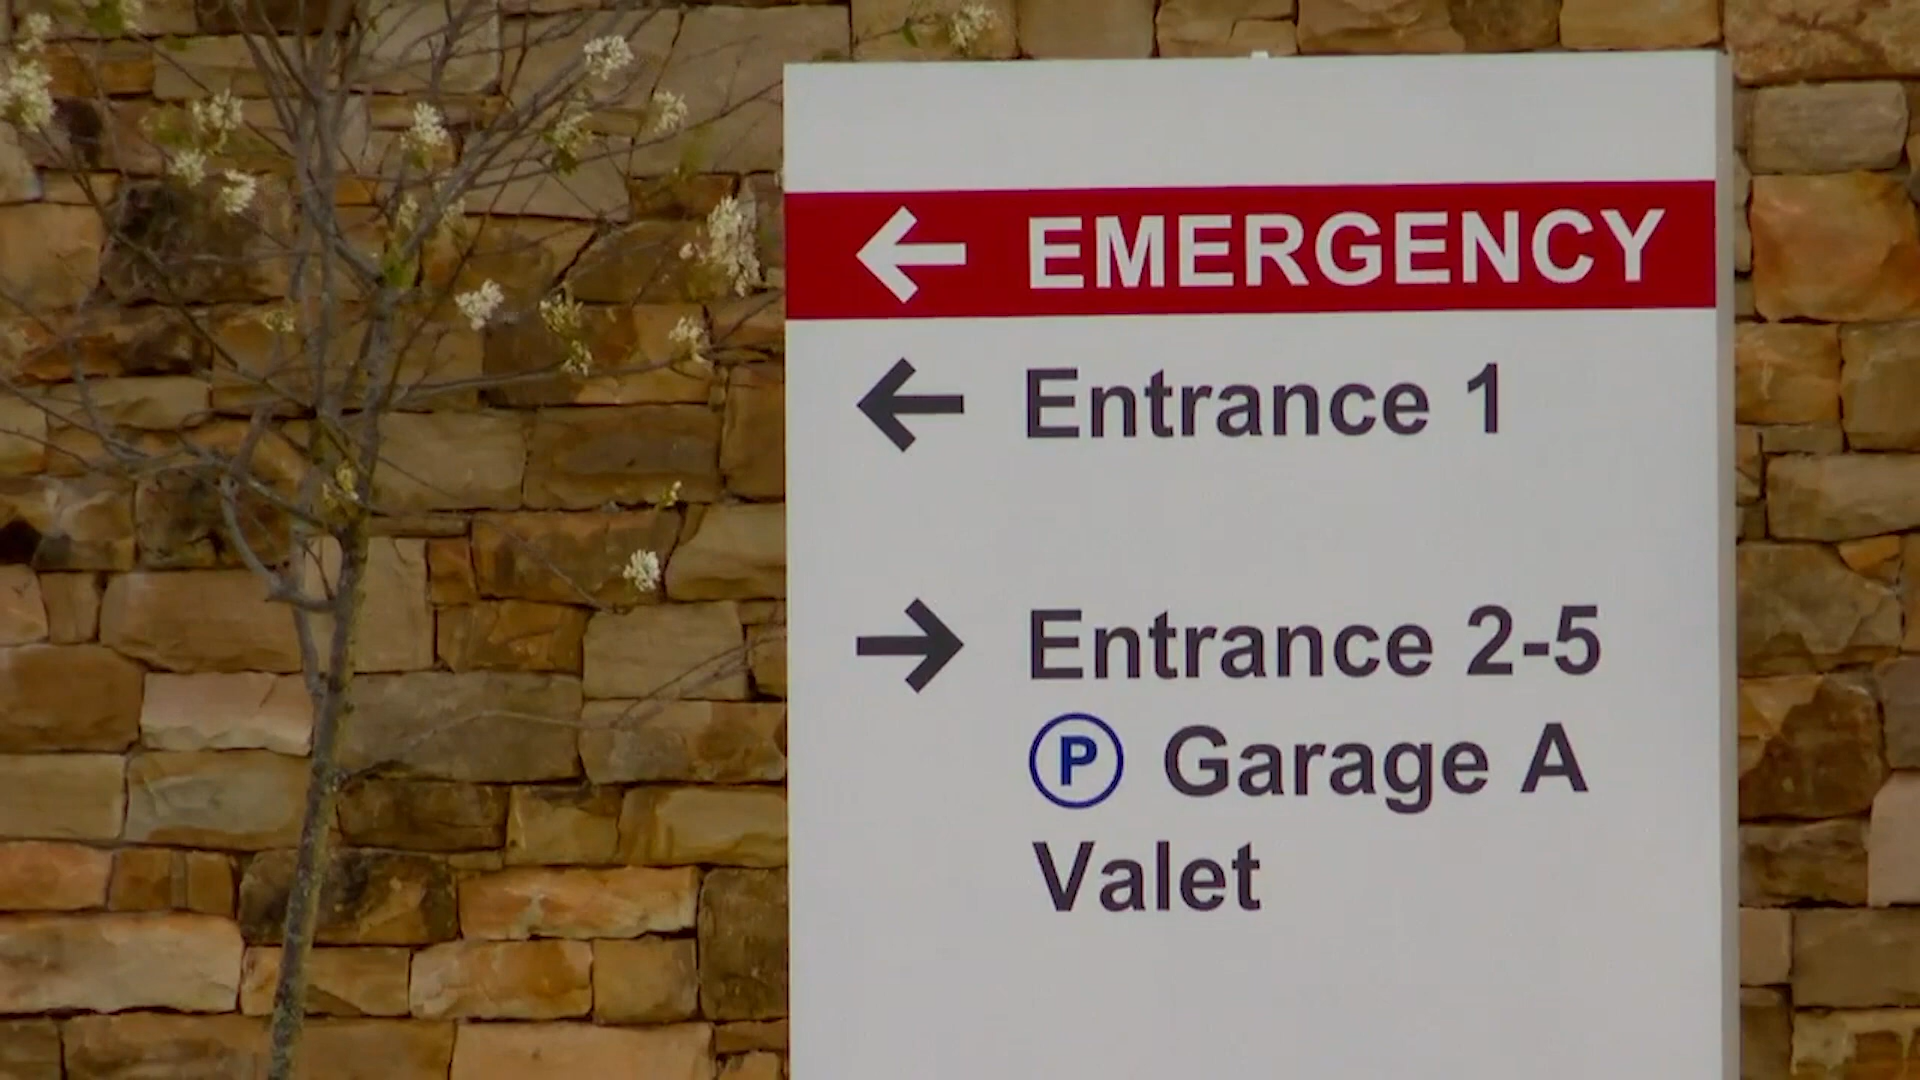 ← EMERGENCY
← Entrance 1
→ Entrance 2-5
P Garage A
Valet